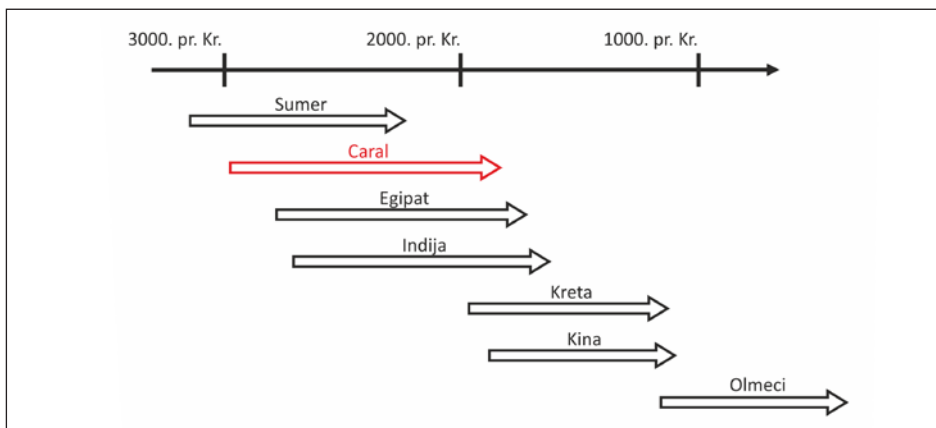 3000. pr. Kr. 2000. pr. Kr. 1000. pr. Kr.
Sumer
Caral
Egipat
Indija
Kreta
Kina
Olmeci